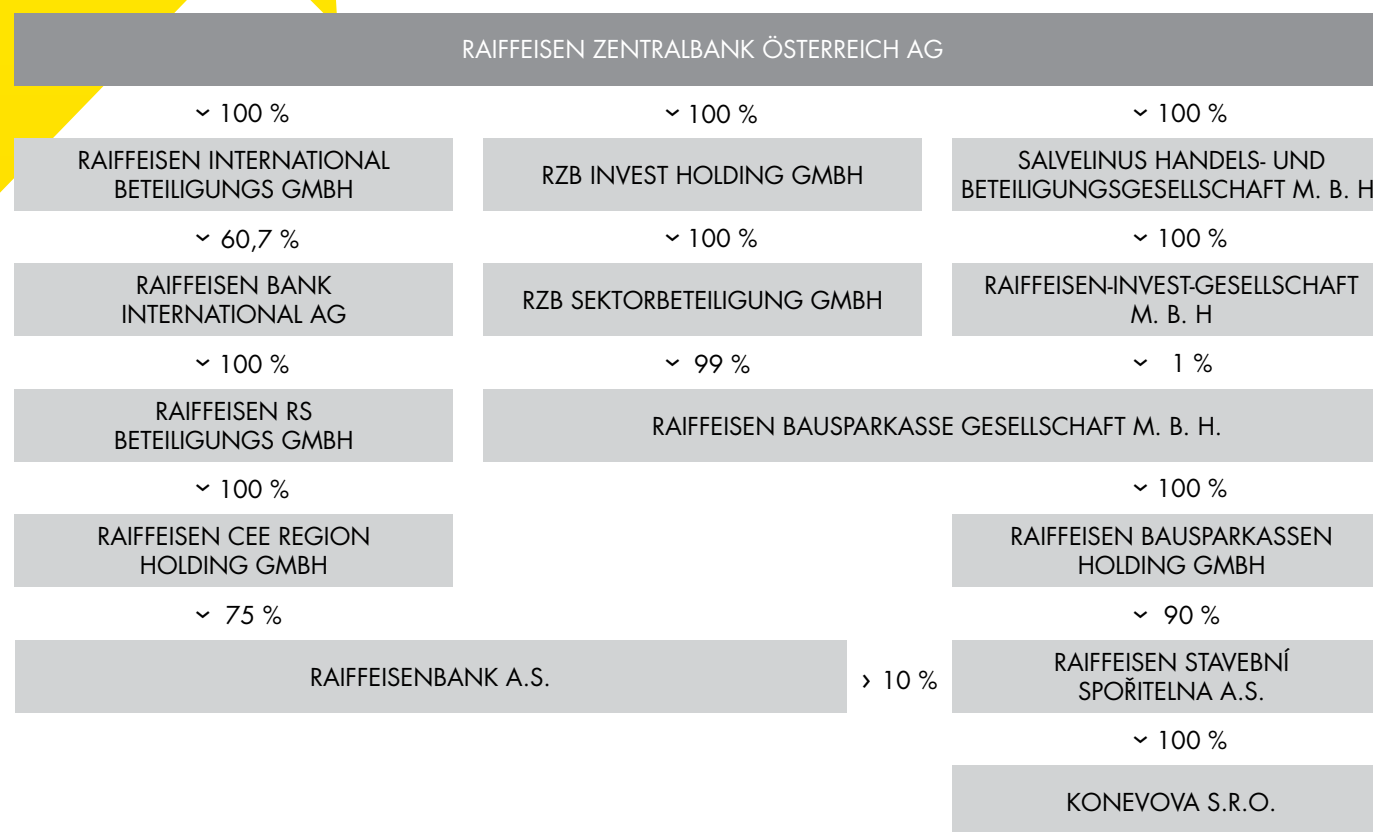 RAIFFEISEN ZENTRALBANK ÖSTERREICH AG
⌄ 100 %
⌄ 100 %
⌄ 100 %
RAIFFEISEN INTERNATIONAL
BETEILIGUNGS GMBH
RZB INVEST HOLDING GMBH
SALVELINUS HANDELS- UND
BETEILIGUNGSGESELLSCHAFT M. B. H
⌄ 60,7 %
⌄ 100 %
⌄ 100 %
RAIFFEISEN BANK
INTERNATIONAL AG
RZB SEKTORBETEILIGUNG GMBH
RAIFFEISEN-INVEST-GESELLSCHAFT
M. B. H
⌄ 100 %
⌄ 99 %
⌄ 1 %
RAIFFEISEN RS
BETEILIGUNGS GMBH
RAIFFEISEN BAUSPARKASSE GESELLSCHAFT M. B. H.
⌄ 100 %
⌄ 100 %
RAIFFEISEN CEE REGION
HOLDING GMBH
RAIFFEISEN BAUSPARKASSEN
HOLDING GMBH
⌄ 75 %
⌄ 90 %
RAIFFEISENBANK A.S.
› 10 %
RAIFFEISEN STAVEBNÍ
SPOŘITELNA A.S.
⌄ 100 %
KONEVOVA S.R.O.